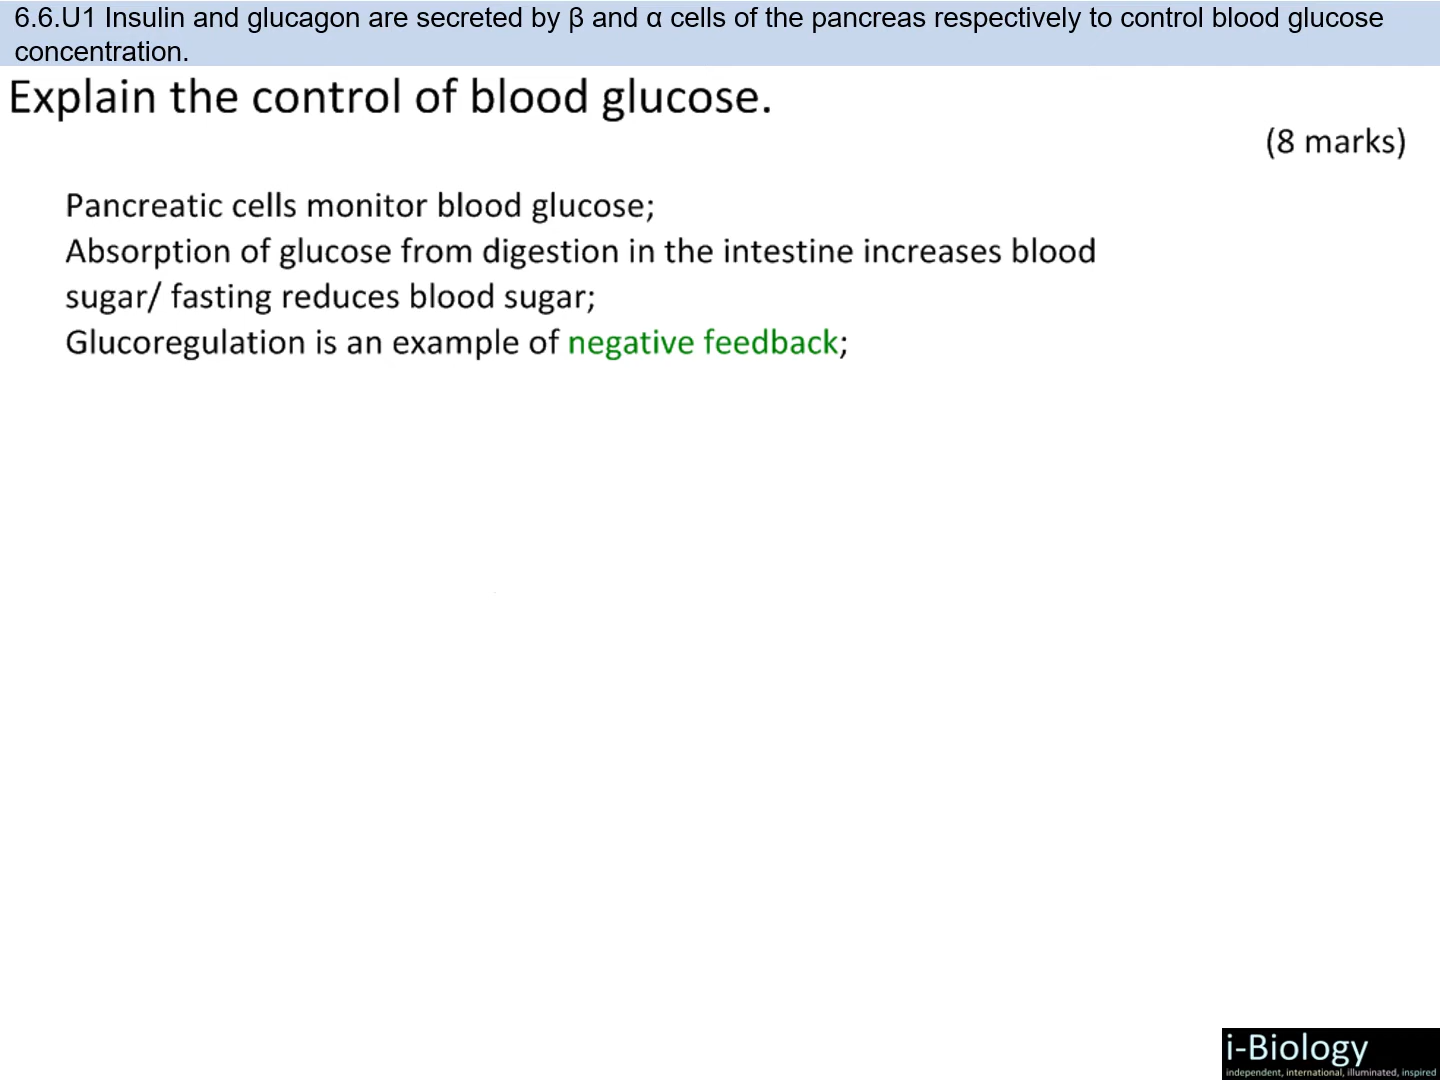 6.6.U1 Insulin and glucagon are secreted by β and α cells of the pancreas respectively to control blood glucose
concentration.
Explain the control of blood glucose.
(8 marks)
Pancreatic cells monitor blood glucose;
Absorption of glucose from digestion in the intestine increases blood
sugar/ fasting reduces blood sugar;
Glucoregulation is an example of negative feedback;
i-Biology
independent, international, illuminated, inspired